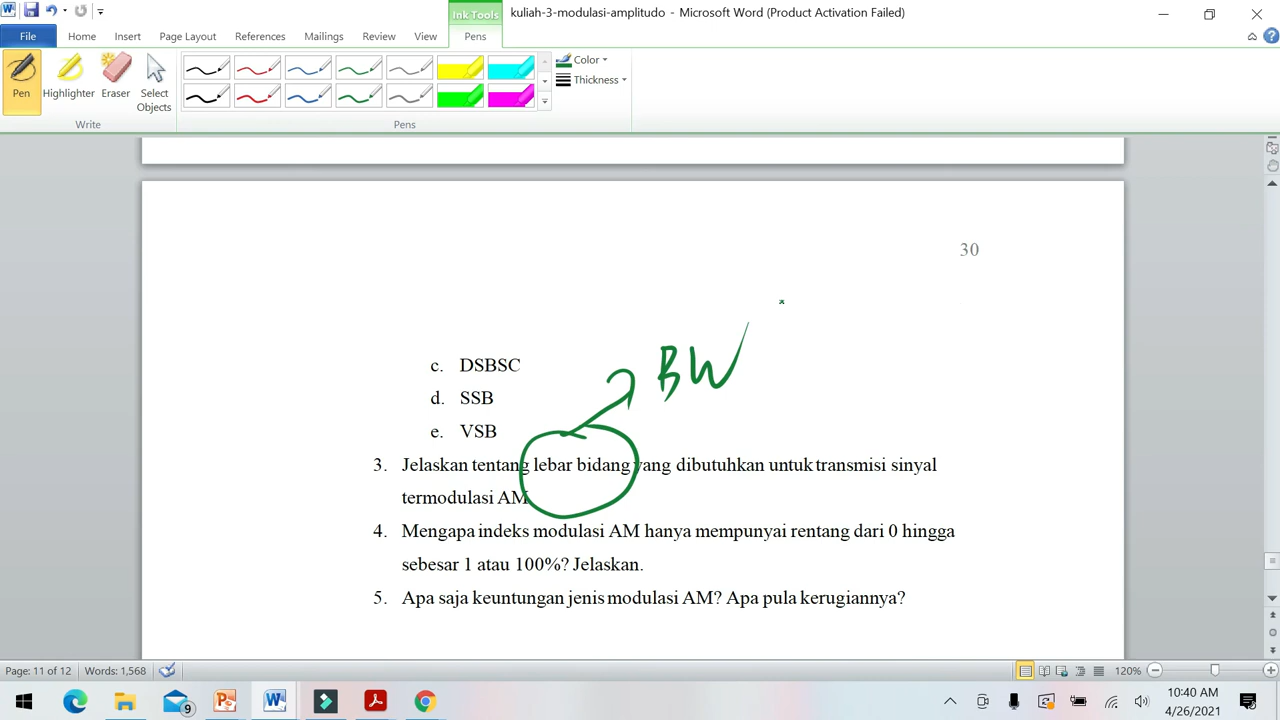 Ink Tools
kuliah-3-modulasi-amplitudo - Microsoft Word (Product Activation Failed)
File Home Insert Page Layout References Mailings Review View Pens
Pen Highlighter Eraser Select Objects
Color
Thickness
Write Pens
30
BW
c. DSBSC
d. SSB
e. VSB
3. Jelaskan tentang lebar bidang yang dibutuhkan untuk transmisi sinyal
termodulasi AM
4. Mengapa indeks modulasi AM hanya mempunyai rentang dari 0 hingga
sebesar 1 atau 100%? Jelaskan.
5. Apa saja keuntungan jenis modulasi AM? Apa pula kerugiannya?
Page: 11 of 12 Words: 1,568 120%
9
10:40 AM
4/26/2021